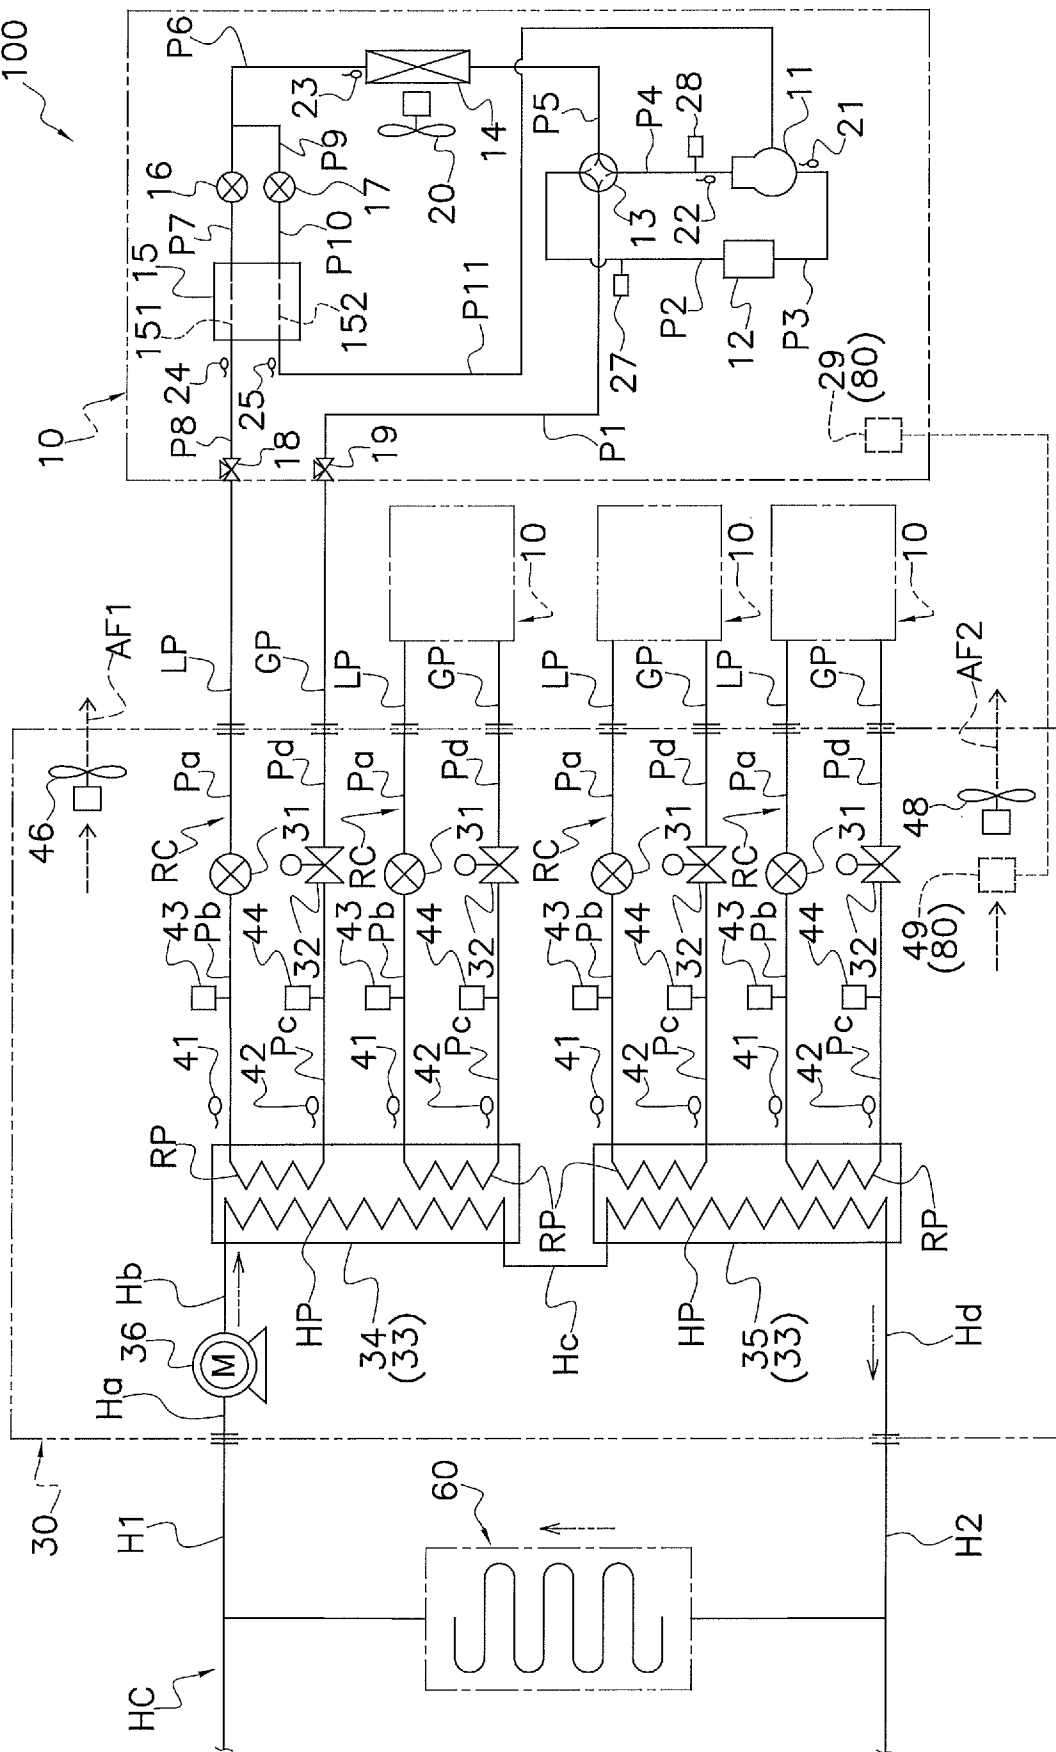 100
10
P6
23
14
20
P9
16
17
P7
P10
15
151
152
24
25
P8
18
19
P11
P1
P5
13
P4
28
22
11
21
27
P2
12
P3
29
(80)
10
10
10
AF1
46
AF2
48
49
(80)
LP
GP
LP
GP
LP
GP
LP
GP
Pa
Pd
Pa
Pd
Pa
Pd
Pa
Pd
RC
31
RC
31
RC
31
RC
31
43
Pb
44
32
43
Pb
44
32
43
Pb
44
32
43
Pb
44
32
41
42
Pc
41
42
Pc
41
42
Pc
41
42
Pc
RP
RP
RP
Hb
36
M
Ha
HP
34
(33)
Hc
HP
35
(33)
Hd
30
H1
60
H2
HC